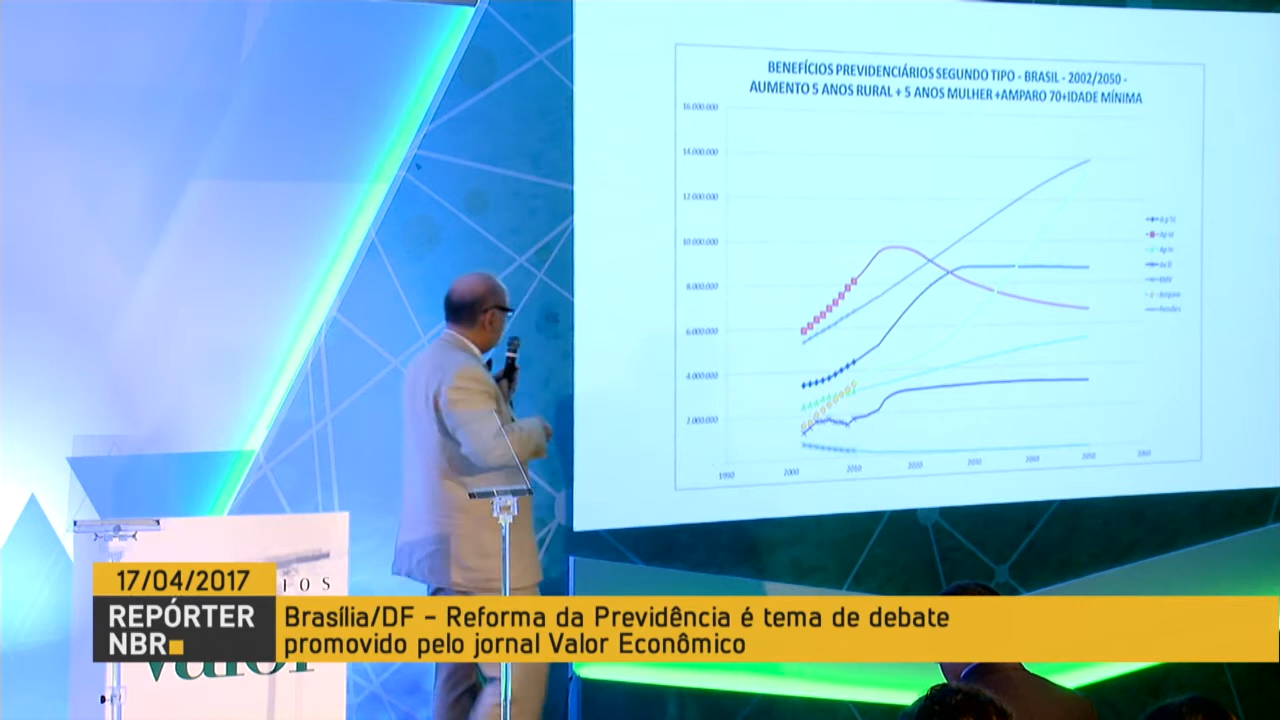 BENEFÍCIOS PREVIDENCIÁRIOS SEGUNDO TIPO - BRASIL - 2002/2050 -
AUMENTO 5 ANOS RURAL + 5 ANOS MULHER +AMPARO 70+IDADE MÍNIMA
16.000.000
14.000.000
12.000.000
10.000.000
8.000.000
6.000.000
4.000.000
2.000.000
1990
2000
2010
2020
17/04/2017
REPÓRTER
NBR
Brasília/DF – Reforma da Previdência é tema de debate
promovido pelo jornal Valor Econômico
Valor